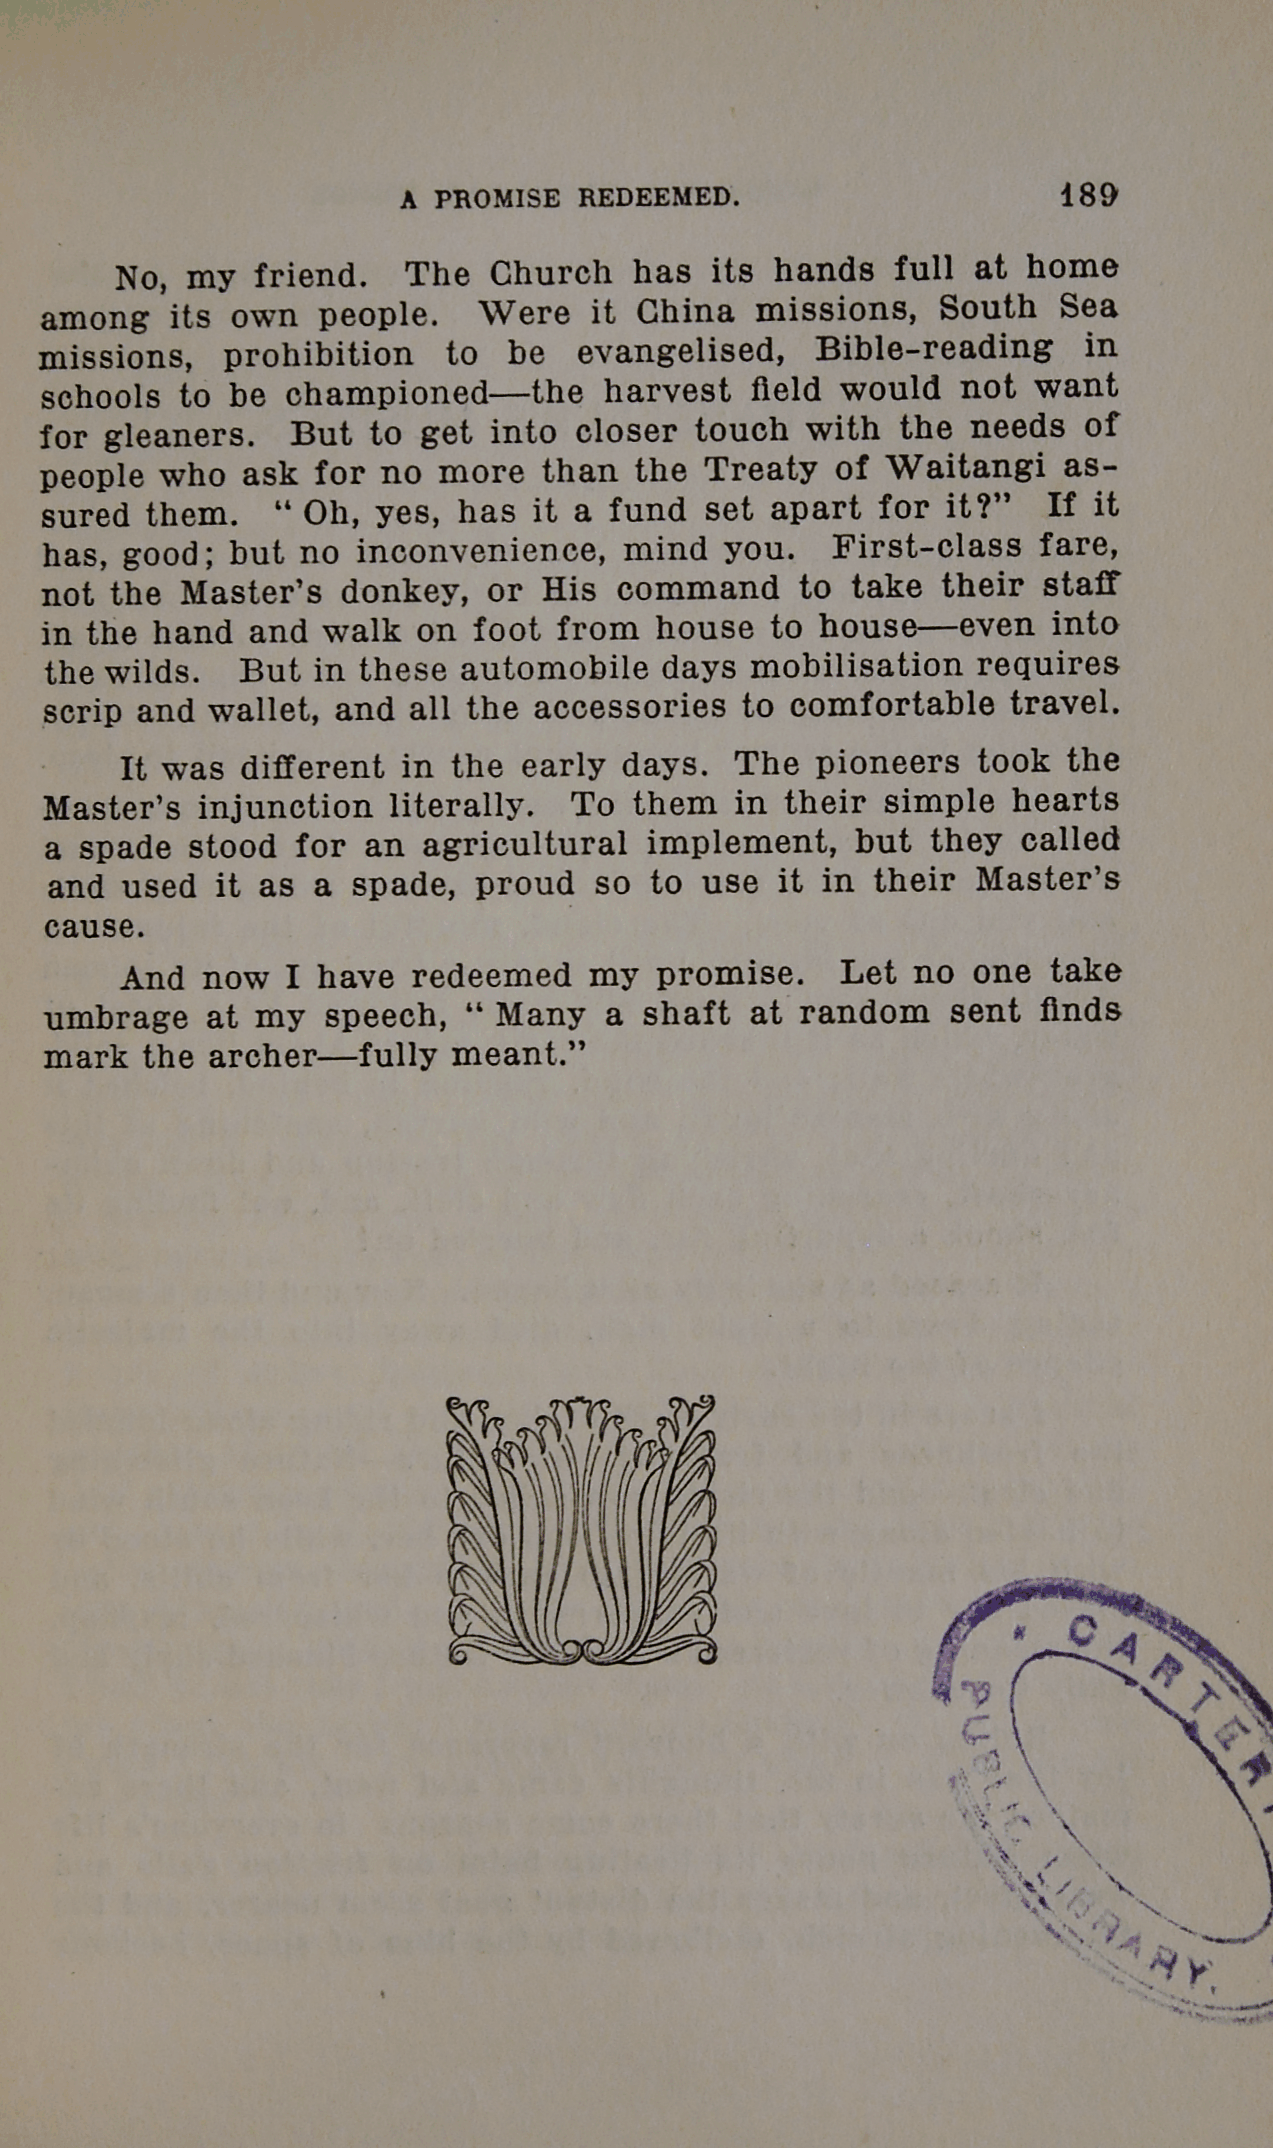 A PROMISE REDEEMED. 189
No, my friend. The Church has its hands full at home
among its own people. Were it China missions, South Sea
missions, prohibition to be evangelised, Bible-reading in
schools to be championed—the harvest field would not want
for gleaners. But to get into closer touch with the needs of
people who ask for no more than the Treaty of Waitangi as-
sured them. “ Oh, yes, has it a fund set apart for it?” If it
has, good; but no inconvenience, mind you. First-class fare,
not the Master’s donkey, or His command to take their staff
in the hand and walk on foot from house to house—even into
the wilds. But in these automobile days mobilisation requires
scrip and wallet, and all the accessories to comfortable travel.
It was different in the early days. The pioneers took the
Master’s injunction literally. To them in their simple hearts
a spade stood for an agricultural implement, but they called
and used it as a spade, proud so to use it in their Master’s
cause.
And now I have redeemed my promise. Let no one take
umbrage at my speech, “ Many a shaft at random sent finds
mark the archer—fully meant.”
CARTER
PUBLIC LIBRARY.